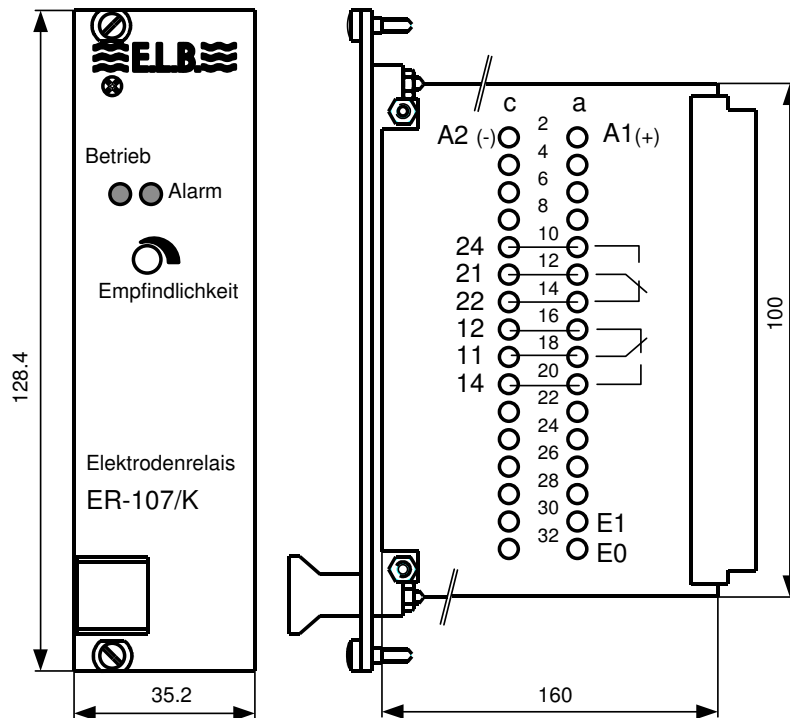 E.L.B.
Betrieb
Alarm
Empfindlichkeit
Elektrodenrelais
ER-107/K
128.4
35.2
c a
A2 (-) 2 A1(+)
4
6
8
24 10
21 12
22 14
12 16
11 18
14 20
22
24
26
28
30 E1
32 E0
100
160